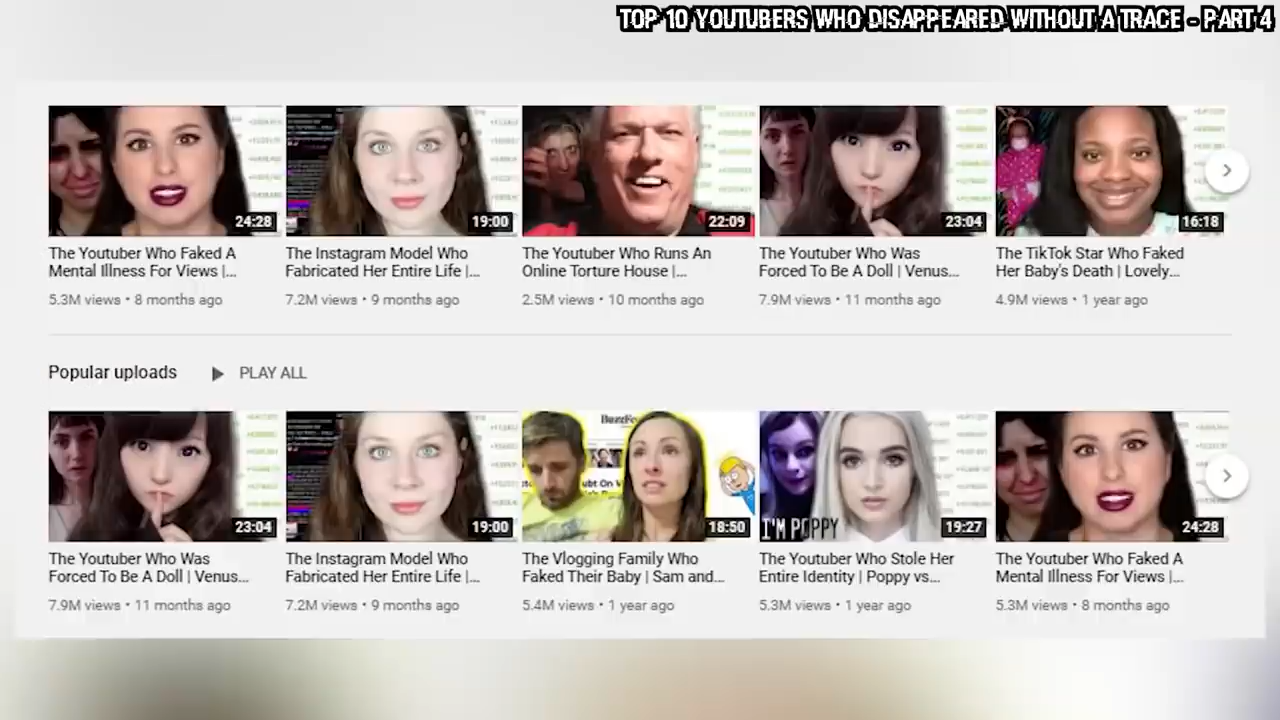 TOP 10 YOUTUBERS WHO DISAPPEARED WITHOUT A TRACE - PART 4
24:28
19:00
22:09
23:04
16:18
The Youtuber Who Faked A
Mental Illness For Views |...
5.3M views • 8 months ago
The Instagram Model Who
Fabricated Her Entire Life |...
7.2M views • 9 months ago
The Youtuber Who Runs An
Online Torture House |...
2.5M views • 10 months ago
The Youtuber Who Was
Forced To Be A Doll | Venus...
7.9M views • 11 months ago
The TikTok Star Who Faked
Her Baby's Death | Lovely...
4.9M views • 1 year ago
Popular uploads
PLAY ALL
23:04
19:00
18:50
I'M POPPY
19:27
24:28
The Youtuber Who Was
Forced To Be A Doll | Venus...
7.9M views • 11 months ago
The Instagram Model Who
Fabricated Her Entire Life |...
7.2M views • 9 months ago
The Vlogging Family Who
Faked Their Baby | Sam and...
5.4M views • 1 year ago
The Youtuber Who Stole Her
Entire Identity | Poppy vs...
5.3M views • 1 year ago
The Youtuber Who Faked A
Mental Illness For Views |...
5.3M views • 8 months ago